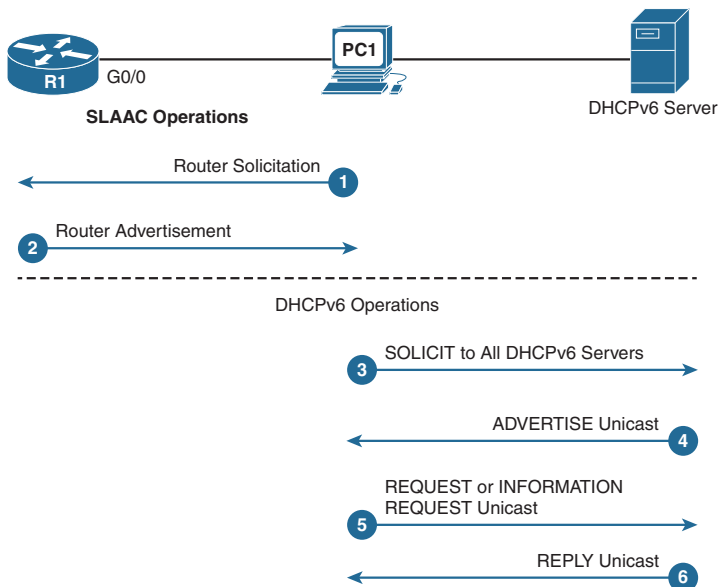 PC1
R1
G0/0
DHCPv6 Server
SLAAC Operations
Router Solicitation
1
2
Router Advertisement
DHCPv6 Operations
3
SOLICIT to All DHCPv6 Servers
ADVERTISE Unicast
4
REQUEST or INFORMATION
REQUEST Unicast
5
REPLY Unicast
6